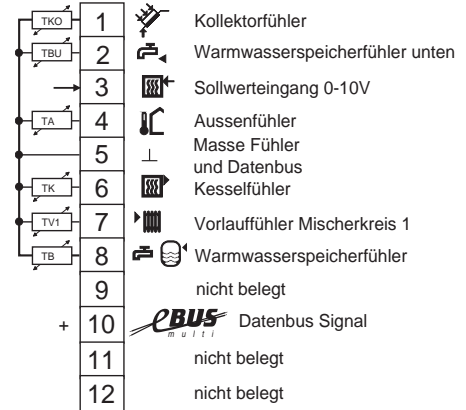 TKO 1 Kollektorfühler
TBU 2 Warmwasserspeicherfühler unten
3 Sollwerteingang 0-10V
TA 4 Aussenfühler
5 ⊥ Masse Fühler
und Datenbus
TK 6 Kesselfühler
TV1 7 Vorlauffühler Mischerkreis 1
TB 8 Warmwasserspeicherfühler
9 nicht belegt
+ 10 eBUS Datenbus Signal
multi
11 nicht belegt
12 nicht belegt